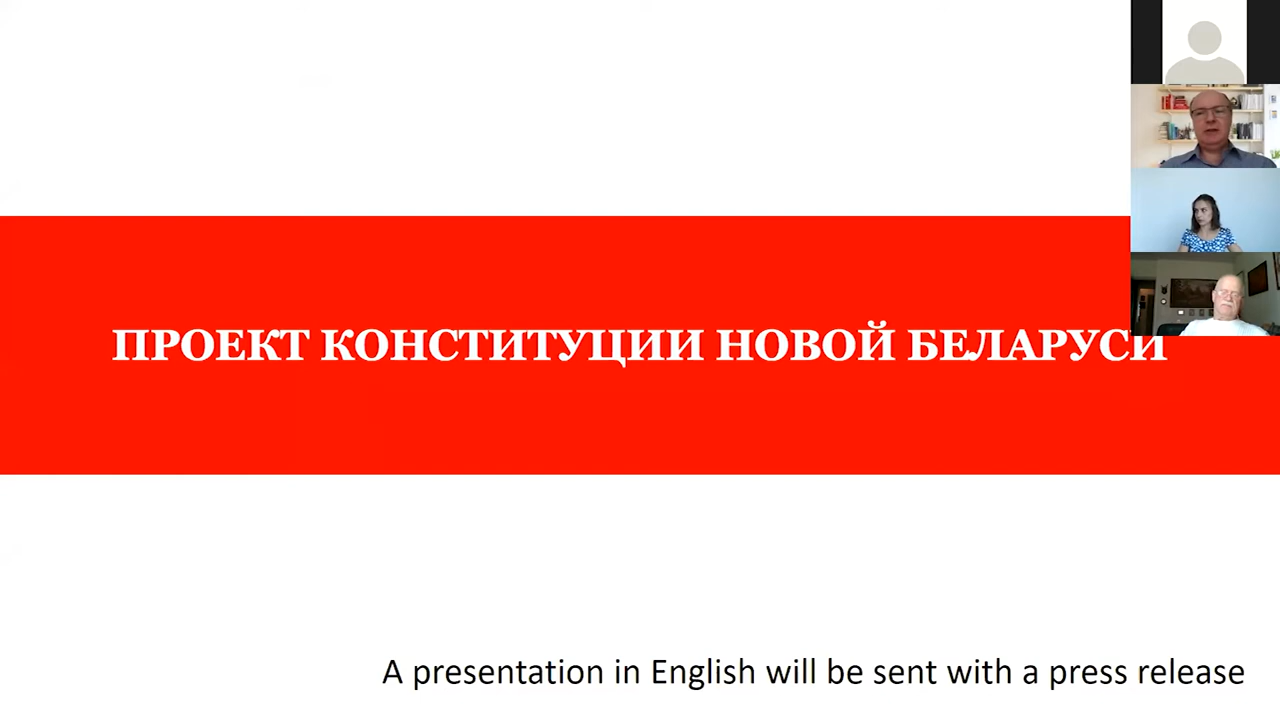 ПРОЕКТ КОНСТИТУЦИИ НОВОЙ БЕЛАРУСИ
A presentation in English will be sent with a press release